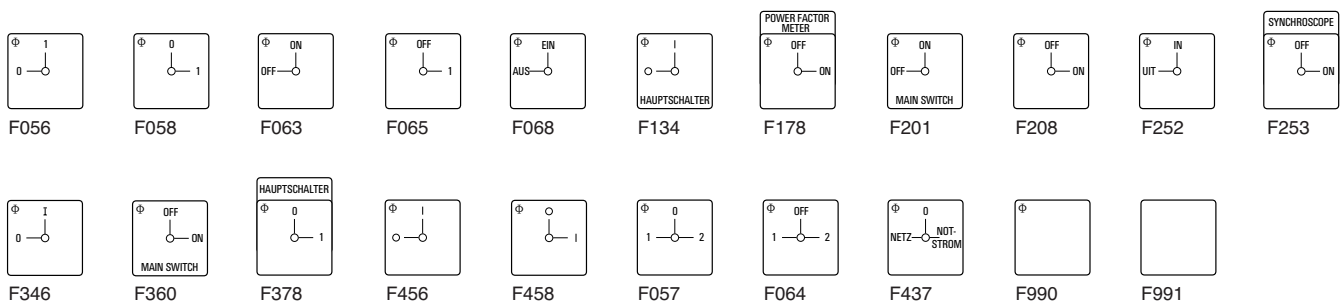 Φ 1
0
F056
Φ 0
1
F058
Φ ON
OFF
F063
Φ OFF
1
F065
Φ EIN
AUS
F068
Φ I
O
HAUPTSCHALTER
F134
POWER FACTOR
METER
Φ OFF
ON
F178
Φ ON
OFF
MAIN SWITCH
F201
Φ OFF
ON
F208
Φ IN
UIT
F252
SYNCHROSCOPE
Φ OFF
ON
F253
Φ I
0
F346
Φ OFF
ON
MAIN SWITCH
F360
HAUPTSCHALTER
Φ 0
1
F378
Φ I
O
F456
Φ O
I
F458
Φ 0
1 2
F057
Φ OFF
1 2
F064
Φ 0
NETZ NOT-
STROM
F437
Φ
F990
F991